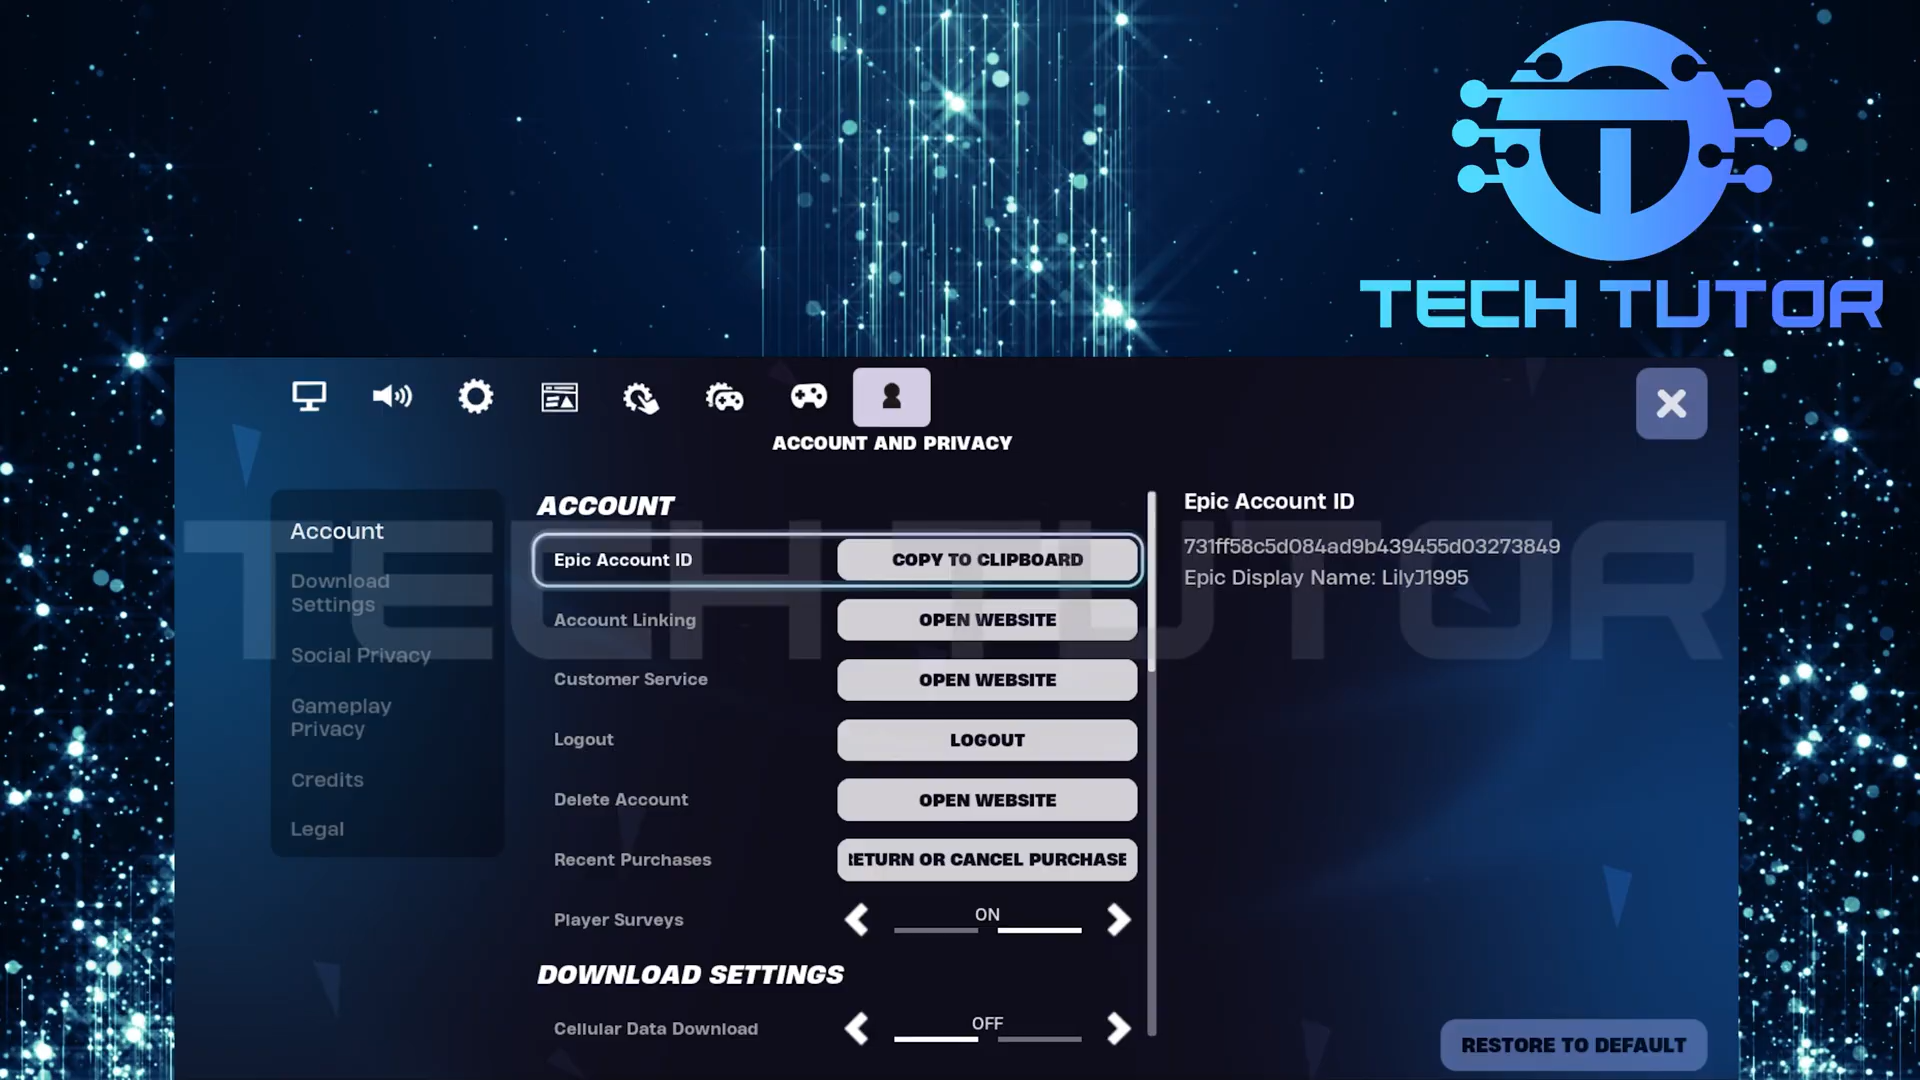 TECH TUTOR
ACCOUNT AND PRIVACY
Account
Download
Settings
Social Privacy
Gameplay
Privacy
Credits
Legal
ACCOUNT
Epic Account ID
COPY TO CLIPBOARD
Account Linking
OPEN WEBSITE
Customer Service
OPEN WEBSITE
Logout
LOGOUT
Delete Account
OPEN WEBSITE
Recent Purchases
ETURN OR CANCEL PURCHASE
Player Surveys
ON
DOWNLOAD SETTINGS
Cellular Data Download
OFF
Epic Account ID
731ff58c5d084ad9b439455d03273849
Epic Display Name: LilyJ1995
RESTORE TO DEFAULT
TECH TUTOR